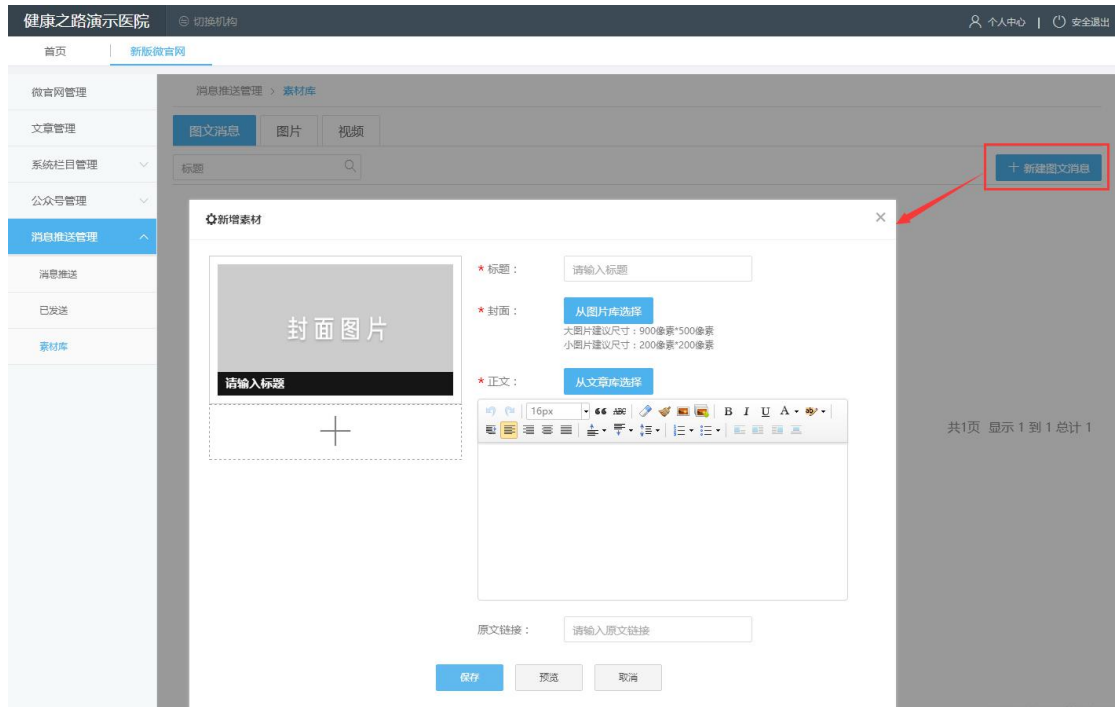 健康之路演示医院 切换机构 个人中心 | 安全退出
首页 新版微官网
微官网管理
文章管理
系统栏目管理
公众号管理
消息推送管理
消息推送
已发送
素材库
消息推送管理 > 素材库
图文消息 图片 视频
标题
+ 新建图文消息
新增素材
封面图片
请输入标题
* 标题： 请输入标题
* 封面： 从图片库选择
大图片建议尺寸：900像素*500像素
小图片建议尺寸：200像素*200像素
* 正文： 从文章库选择
16px ABC B I U A ab
原文链接： 请输入原文链接
保存 预览 取消
共1页 显示 1 到 1 总计 1